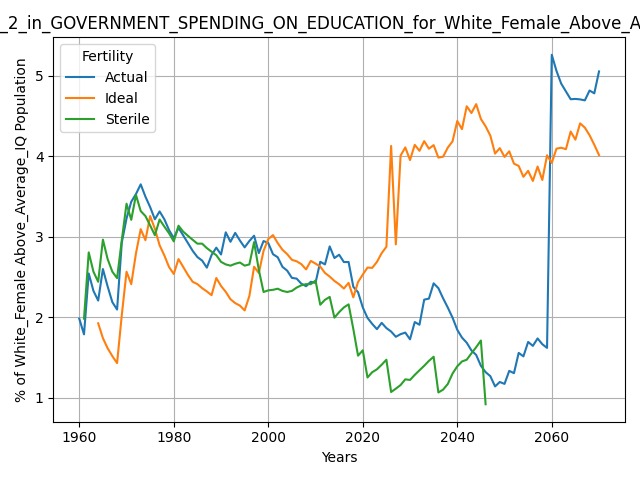 _2_in_GOVERNMENT_SPENDING_ON_EDUCATION_for_White_Female_Above_A
Fertility
Actual
Ideal
Sterile
% of White_Female Above_Average_IQ Population
5
4
3
2
1
1960 1980 2000 2020 2040 2060
Years